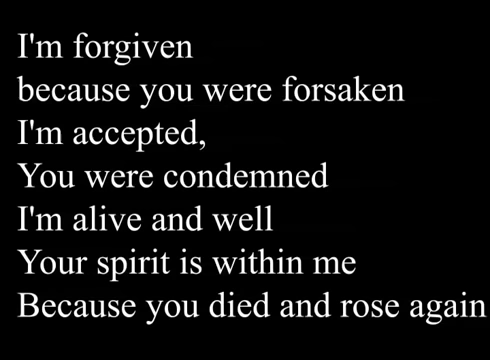 I'm forgiven
because you were forsaken
I'm accepted,
You were condemned
I'm alive and well
Your spirit is within me
Because you died and rose again